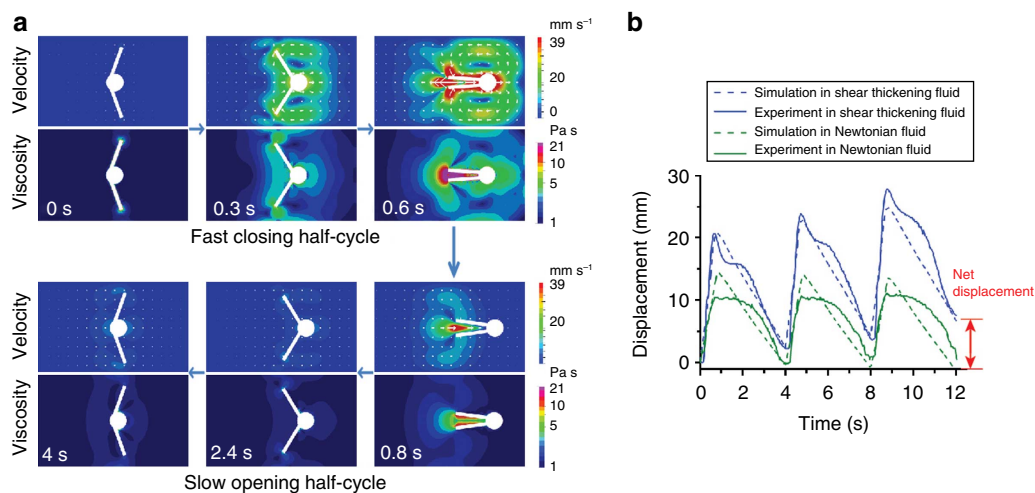 a
mm s⁻¹
39
20
0
Velocity
Pa s
21
10
5
1
Viscosity
0 s
0.3 s
0.6 s
Fast closing half-cycle
mm s⁻¹
39
20
Velocity
Pa s
21
10
5
1
Viscosity
4 s
2.4 s
0.8 s
Slow opening half-cycle
b
Simulation in shear thickening fluid
Experiment in shear thickening fluid
Simulation in Newtonian fluid
Experiment in Newtonian fluid
30
20
10
0
Displacement (mm)
Net
displacement
0 2 4 6 8 10 12
Time (s)